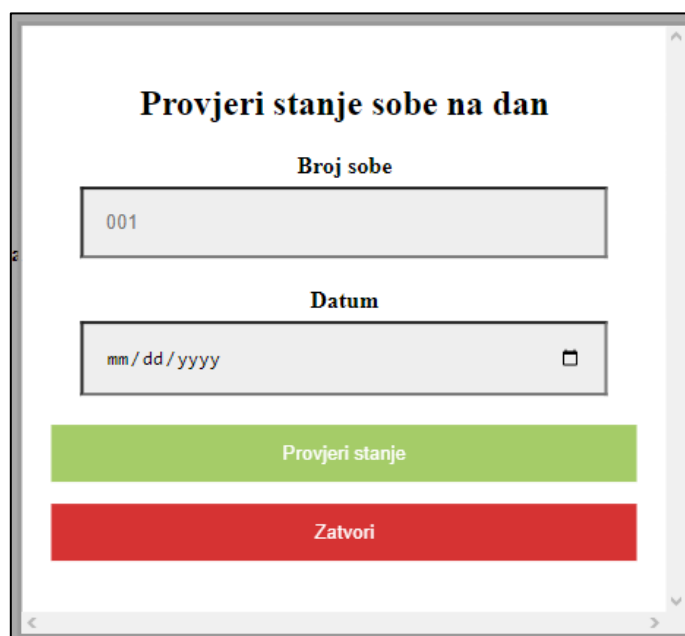 Provjeri stanje sobe na dan
Broj sobe
001
Datum
mm/dd/yyyy
Provjeri stanje
Zatvori